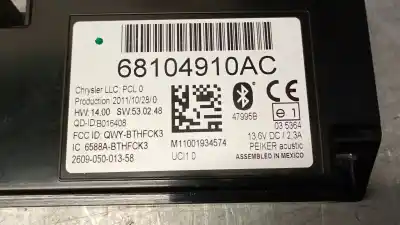 68104910AC
Chrysler LLC: PCL 0
Production 2011/10/28/0
HW: 14.00 SW:53.02.48
QD-ID:B016408
FCC ID: QWY-BTHFCK3
IC 6588A-BTHFCK3
2609-050-013-58
M11001934574
UCI1 0
47995B
CE
e 1
03 5364
13,6V DC / 2,3A
PEIKER acustic
ASSEMBLED IN MEXICO